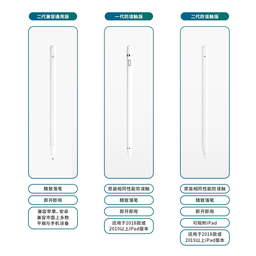 二代兼容通用版
精致落笔
即开即用
兼容苹果、安卓
兼容市面上多数
平板与手机设备
一代防误触版
原装相同性能防误触
精致落笔
即开即用
适用于2018款或
2019以上iPad版本
二代防误触版
原装相同性能防误触
精致落笔
即开即用
可吸附iPad
适用于2018款或
2019以上iPad版本